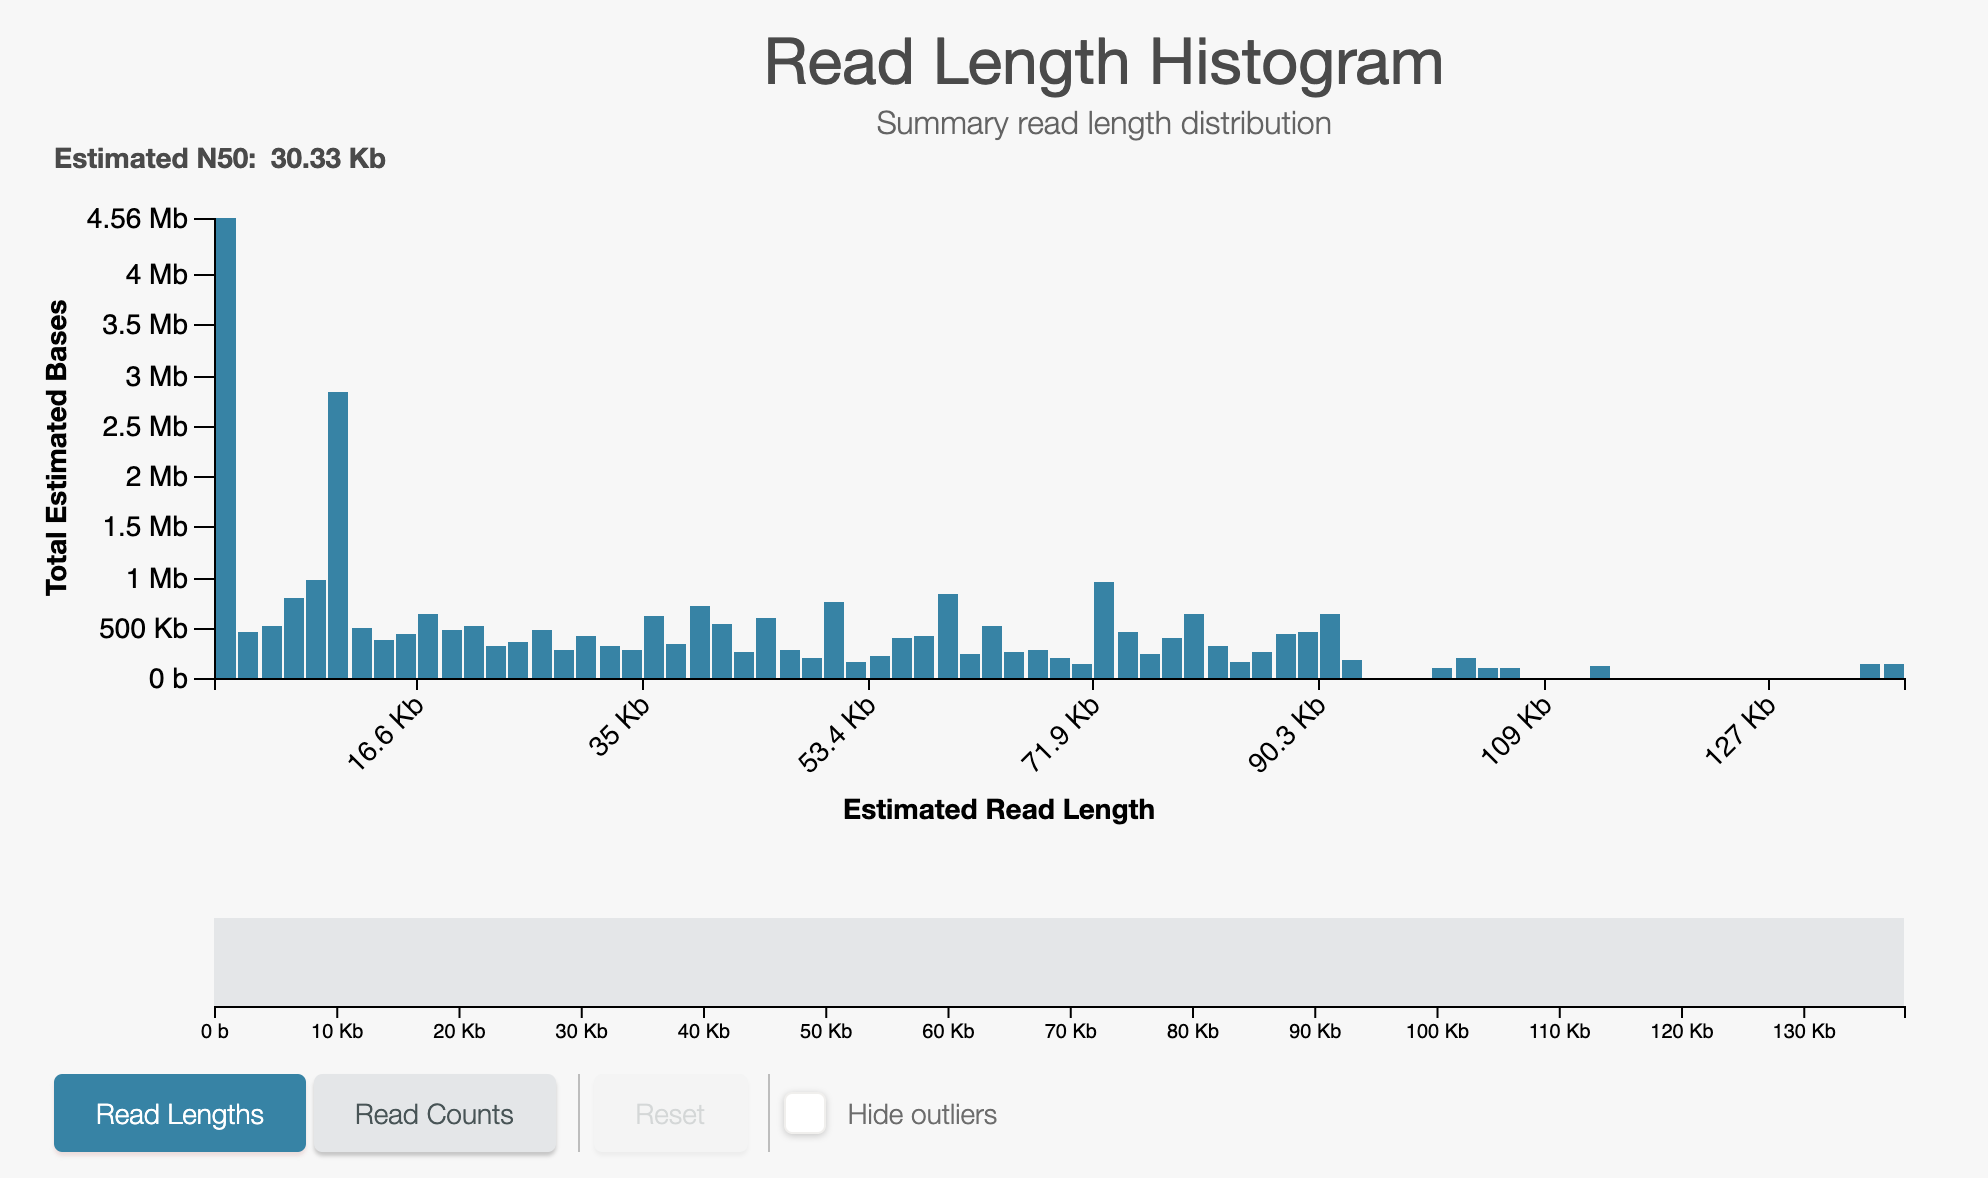 Read Length Histogram
Summary read length distribution
Estimated N50: 30.33 Kb
Total Estimated Bases
4.56 Mb
4 Mb
3.5 Mb
3 Mb
2.5 Mb
2 Mb
1.5 Mb
1 Mb
500 Kb
0 b
16.6 Kb
35 Kb
53.4 Kb
71.9 Kb
90.3 Kb
109 Kb
127 Kb
Estimated Read Length
0 b 10 Kb 20 Kb 30 Kb 40 Kb 50 Kb 60 Kb 70 Kb 80 Kb 90 Kb 100 Kb 110 Kb 120 Kb 130 Kb
Read Lengths Read Counts Reset Hide outliers